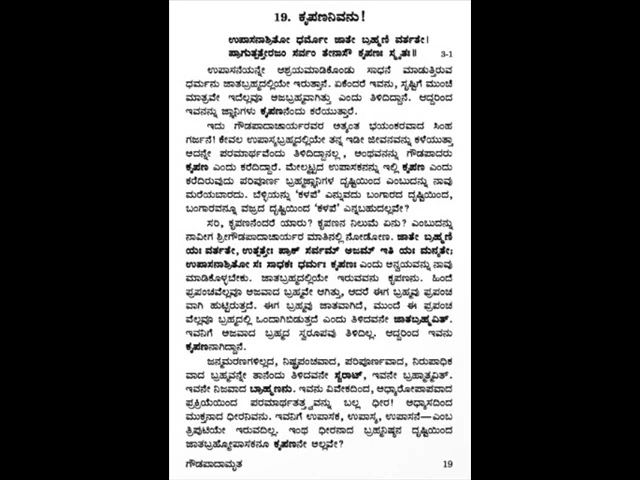 19. ಕೃಪಣನಿವನು!
ಉಪಾಸನಾಶ್ರಿತೋ ಧರ್ಮೋ ಜಾತೇ ಬ್ರಹ್ಮಣಿ ವರ್ತತೇ।
ಪ್ರಾಗುತ್ಪತ್ತೇರಜಂ ಸರ್ವಂ ತೇನಾಸೌ ಕೃಪಣಃ ಸ್ಮೃತಃ॥ 3-1
ಉಪಾಸನೆಯನ್ನೇ ಆಶ್ರಯಮಾಡಿಕೊಂಡು ಸಾಧನೆ ಮಾಡುತ್ತಿರುವ
ಧರ್ಮನು ಜಾತಬ್ರಹ್ಮದಲ್ಲಿಯೇ ಇರುತ್ತಾನೆ. ಏಕೆಂದರೆ ಇವನು, ಸೃಷ್ಟಿಗೆ ಮುಂಚೆ
ಮಾತ್ರವೇ ಇದೆಲ್ಲವೂ ಅಜಬ್ರಹ್ಮವಾಗಿತ್ತು ಎಂದು ತಿಳಿದಿದ್ದಾನೆ. ಆದ್ದರಿಂದ
ಇವನನ್ನು ಜ್ಞಾನಿಗಳು ಕೃಪಣನೆಂದು ಕರೆಯುತ್ತಾರೆ.
ಇದು ಗೌಡಪಾದಾಚಾರ್ಯರವರ ಅತ್ಯಂತ ಭಯಂಕರವಾದ ಸಿಂಹ
ಗರ್ಜನೆ! ಕೇವಲ ಉಪಾಸ್ಯಬ್ರಹ್ಮದಲ್ಲಿಯೇ ತನ್ನ ಇಡೀ ಜೀವನವನ್ನು ಕಳೆಯುತ್ತಾ
ಅದನ್ನೇ ಪರಮಾರ್ಥವೆಂದು ತಿಳಿದಿದ್ದಾನಲ್ಲ, ಅಂಥವನನ್ನು ಗೌಡಪಾದರು
ಕೃಪಣ ಎಂದು ಕರೆದಿದ್ದಾರೆ. ಮೇಲ್ಮಟ್ಟದ ಉಪಾಸಕನನ್ನು ಇಲ್ಲಿ ಕೃಪಣ ಎಂದು
ಕರೆದಿರುವುದು ಪರಿಪೂರ್ಣ ಬ್ರಹ್ಮಜ್ಞಾನಿಗಳ ದೃಷ್ಟಿಯಿಂದ ಎಂಬುದನ್ನು ನಾವು
ಮರೆಯಬಾರದು. ಬೆಳ್ಳಿಯನ್ನು 'ಕಳಪೆ' ಎನ್ನುವದು ಬಂಗಾರದ ದೃಷ್ಟಿಯಿಂದ,
ಬಂಗಾರವನ್ನೂ ವಜ್ರದ ದೃಷ್ಟಿಯಿಂದ 'ಕಳಪೆ' ಎನ್ನಬಹುದಲ್ಲವೇ?
ಸರಿ, ಕೃಪಣನೆಂದರೆ ಯಾರು? ಕೃಪಣನ ನಿಲುಮೆ ಏನು? ಎಂಬುದನ್ನು
ನಾವೀಗ ಶ್ರೀಗೌಡಪಾದಾಚಾರ್ಯರ ಮಾತಿನಲ್ಲಿ ನೋಡೋಣ. ಜಾತೇ ಬ್ರಹ್ಮಣಿ
ಯಃ ವರ್ತತೇ, ಉತ್ಪತ್ತೇಃ ಪ್ರಾಕ್ ಸರ್ವಮ್ ಅಜಮ್ ಇತಿ ಯಃ ಮನ್ಯತೇ;
ಉಪಾಸನಾಶ್ರಿತೋ ಸಃ ಸಾಧಕಃ ಧರ್ಮಃ ಕೃಪಣಃ ಎಂದು ಅನ್ವಯವನ್ನು ನಾವು
ಮಾಡಿಕೊಳ್ಳಬೇಕು. ಜಾತಬ್ರಹ್ಮದಲ್ಲಿಯೇ ಇರುವವನು ಕೃಪಣನು. ಹಿಂದೆ
ಪ್ರಪಂಚವೆಲ್ಲವೂ ಅಜವಾದ ಬ್ರಹ್ಮವೇ ಆಗಿತ್ತು, ಆದರೆ ಈಗ ಬ್ರಹ್ಮವು ಪ್ರಪಂಚ
ವಾಗಿ ಹುಟ್ಟಿರುತ್ತದೆ. ಈಗ ಬ್ರಹ್ಮವು ಜಾತವಾಗಿದೆ, ಮುಂದೆ ಈ ಪ್ರಪಂಚ
ವೆಲ್ಲವೂ ಬ್ರಹ್ಮದಲ್ಲಿ ಒಂದಾಗಿಬಿಡುತ್ತದೆ ಎಂದು ತಿಳಿದವನೇ ಜಾತಬ್ರಹ್ಮವಿತ್.
ಇವನಿಗೆ ಅಜವಾದ ಬ್ರಹ್ಮದ ಸ್ವರೂಪವು ತಿಳಿದಿಲ್ಲ. ಆದ್ದರಿಂದ ಇವನು
ಕೃಪಣನಾಗಿದ್ದಾನೆ.
ಜನ್ಮಮರಣಗಳಿಲ್ಲದ, ನಿಷ್ಪ್ರಪಂಚವಾದ, ಪರಿಪೂರ್ಣವಾದ, ನಿರುಪಾಧಿಕ
ವಾದ ಬ್ರಹ್ಮವನ್ನೇ ತಾನೆಂದು ತಿಳಿದವನೇ ಸ್ವರಾಟ್, ಇವನೇ ಬ್ರಹ್ಮಾತ್ಮವಿತ್.
ಇವನೇ ನಿಜವಾದ ಬ್ರಾಹ್ಮಣನು. ಇವನು ವಿವೇಕದಿಂದ, ಅಧ್ಯಾರೋಪಾಪವಾದ
ಪ್ರಕ್ರಿಯೆಯಿಂದ ಪರಮಾರ್ಥತತ್ತ್ವವನ್ನು ಬಲ್ಲ ಧೀರ! ಅಧ್ಯಾಸದಿಂದ
ಮುಕ್ತನಾದ ಧೀರನಿವನು. ಇವನಿಗೆ ಉಪಾಸಕ, ಉಪಾಸ್ಯ, ಉಪಾಸನೆ—ಎಂಬ
ತ್ರಿಪುಟಿಯೇ ಇರುವದಿಲ್ಲ. ಇಂಥ ಧೀರನಾದ ಬ್ರಹ್ಮನಿಷ್ಠನ ದೃಷ್ಟಿಯಿಂದ
ಜಾತಬ್ರಹ್ಮೋಪಾಸಕನೂ ಕೃಪಣನೇ ಅಲ್ಲವೇ?
ಗೌಡಪಾದಾಮೃತ 19